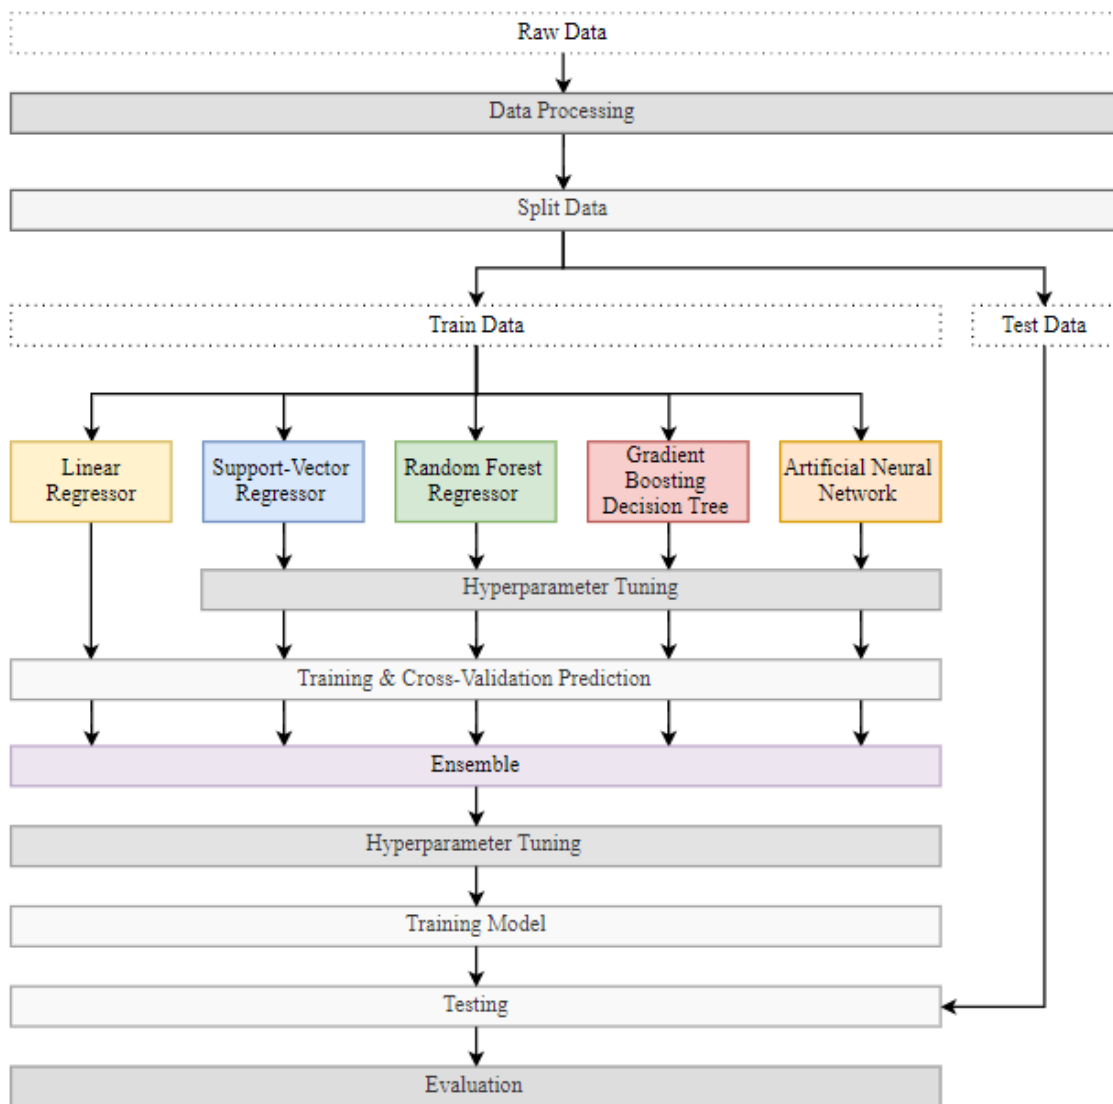 Raw Data
Data Processing
Split Data
Train Data
Test Data
Linear
Regressor
Support-Vector
Regressor
Random Forest
Regressor
Gradient
Boosting
Decision Tree
Artificial Neural
Network
Hyperparameter Tuning
Training & Cross-Validation Prediction
Ensemble
Hyperparameter Tuning
Training Model
Testing
Evaluation